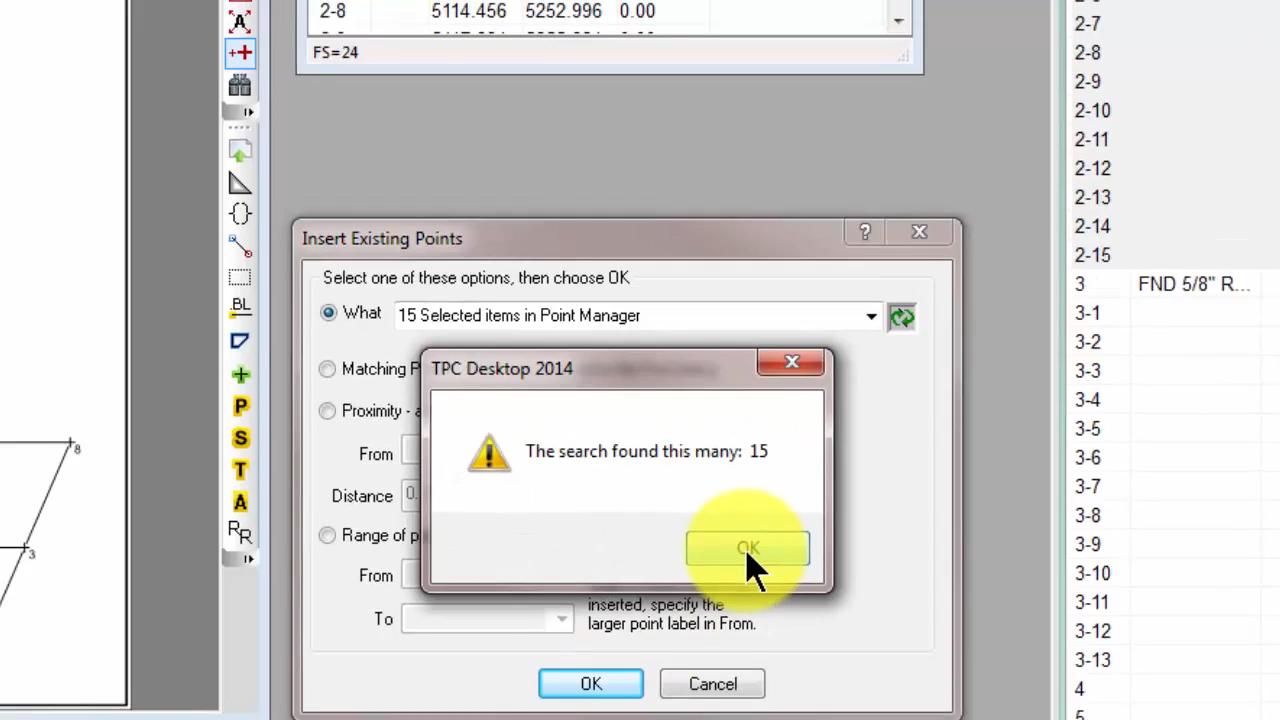 2-8 5114.456 5252.996 0.00
FS=24
Insert Existing Points
Select one of these options, then choose OK
What 15 Selected items in Point Manager
Matching P
TPC Desktop 2014
The search found this many: 15
OK
Proximity - a
From
Distance 0.
Range of p
From
To
inserted, specify the
larger point label in From.
OK Cancel
A
BL
P
S
T
A
RR
8
3
2-7
2-8
2-9
2-10
2-11
2-12
2-13
2-14
2-15
3 FND 5/8" R...
3-1
3-2
3-3
3-4
3-5
3-6
3-7
3-8
3-9
3-10
3-11
3-12
3-13
4
5